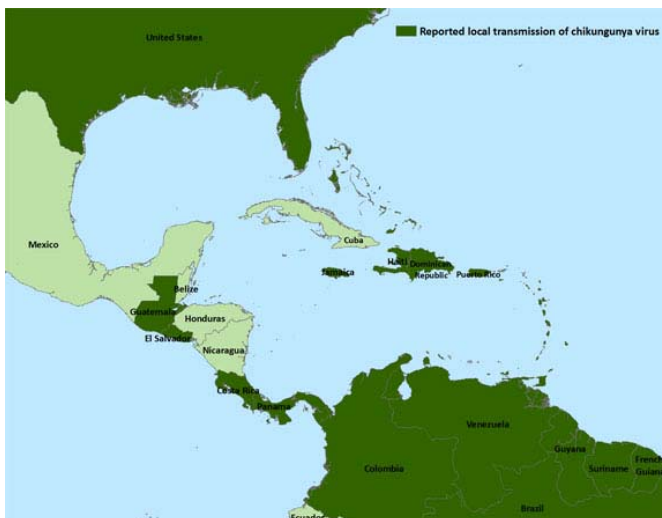 United States
Reported local transmission of chikungunya virus
Mexico
Cuba
Haiti
Dominican
Republic
Puerto Rico
Jamaica
Belize
Guatemala
Honduras
El Salvador
Nicaragua
Costa Rica
Panama
Venezuela
Guyana
Suriname
French
Guiana
Colombia
Brazil
Ecuador